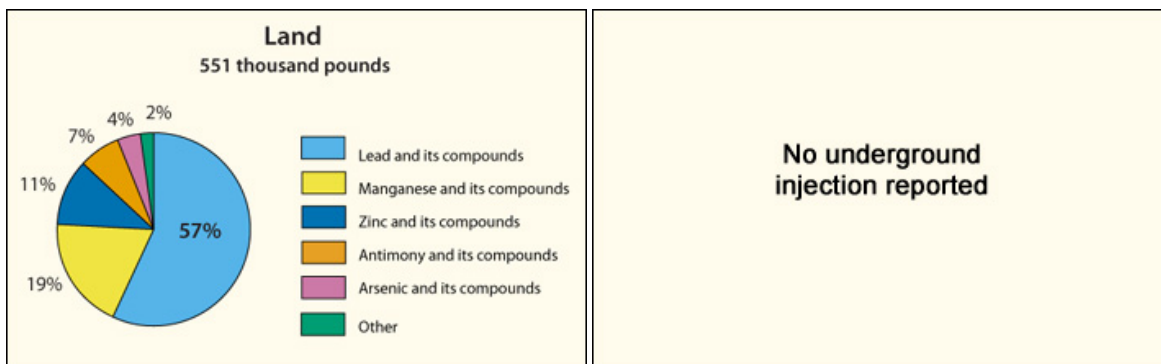 Land
551 thousand pounds
2%
4%
7%
11%
19%
57%
Lead and its compounds
Manganese and its compounds
Zinc and its compounds
Antimony and its compounds
Arsenic and its compounds
Other
No underground
injection reported